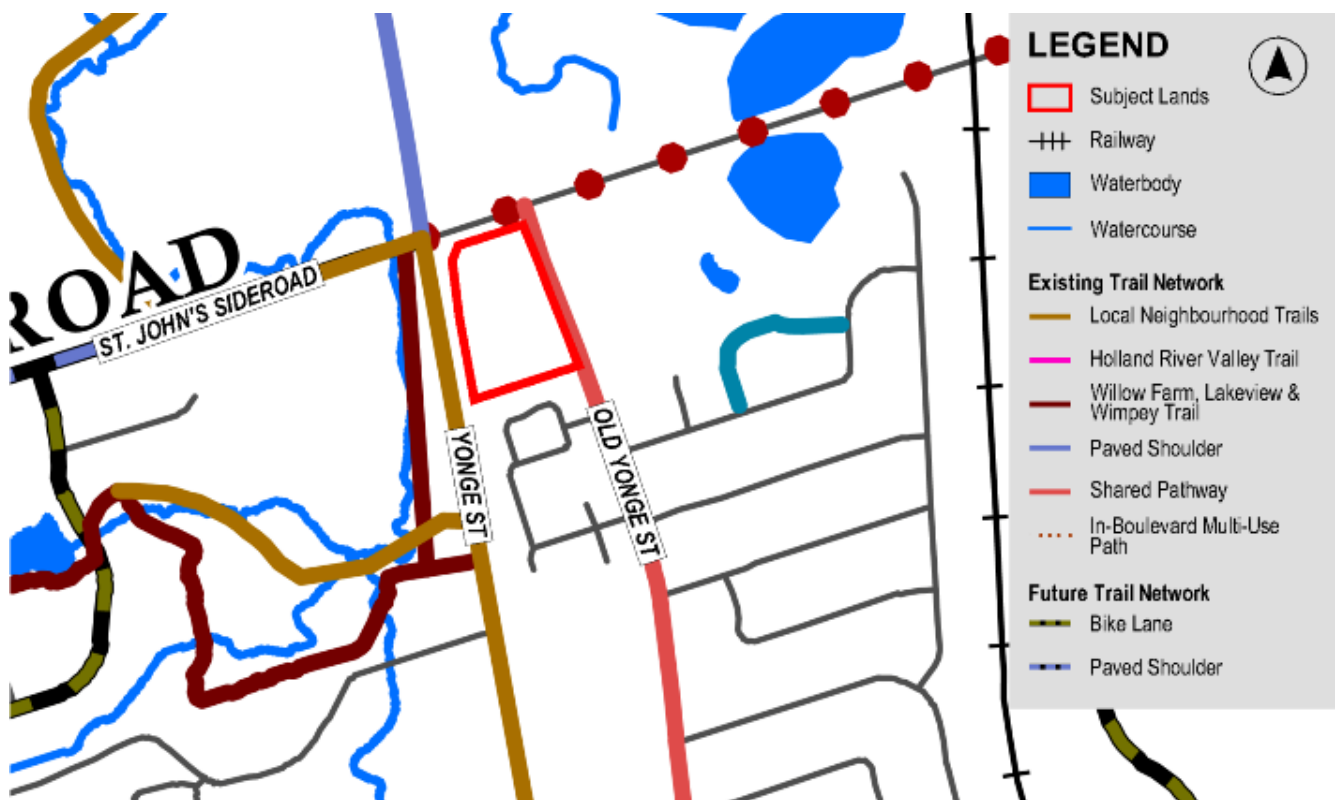 LEGEND
Subject Lands
Railway
Waterbody
Watercourse
Existing Trail Network
Local Neighbourhood Trails
Holland River Valley Trail
Willow Farm, Lakeview &
Wimpey Trail
Paved Shoulder
Shared Pathway
In-Boulevard Multi-Use
Path
Future Trail Network
Bike Lane
Paved Shoulder
ROAD
ST. JOHN'S SIDEROAD
YONGE ST
OLD YONGE ST